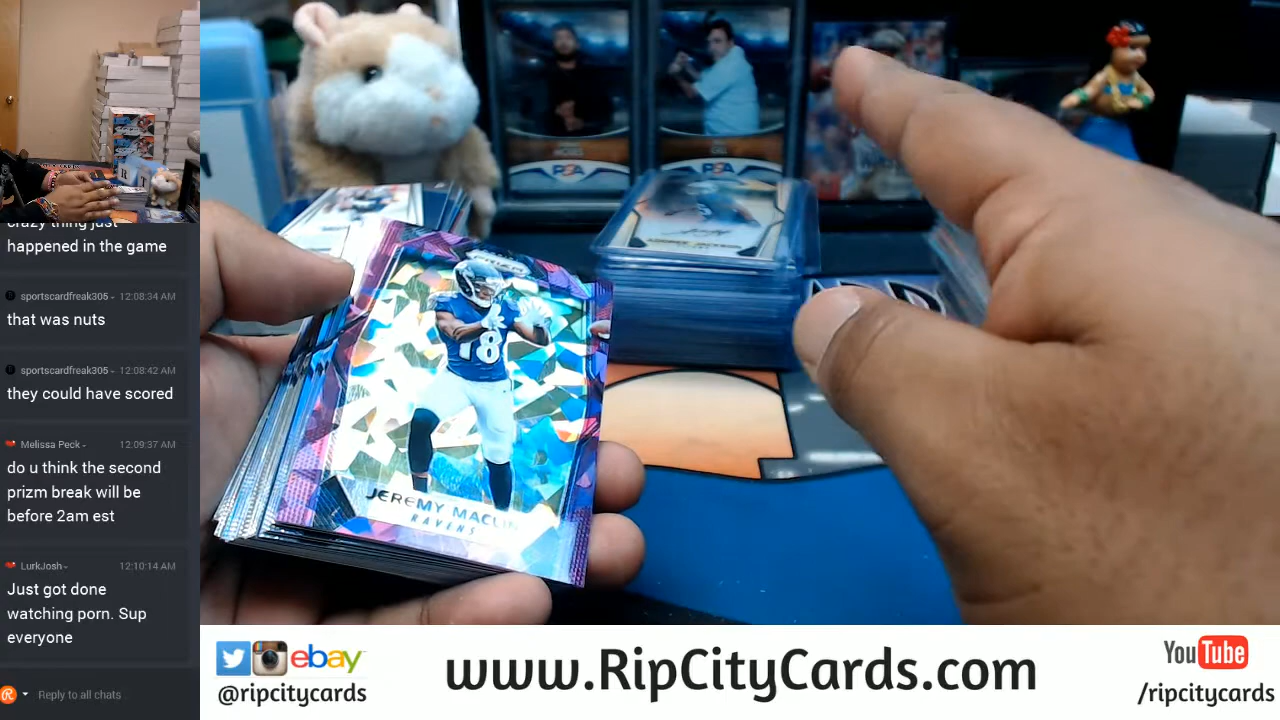 crazy thing just
happened in the game
sportscardfreak305 - 12:08:34 AM
that was nuts
sportscardfreak305 - 12:08:42 AM
they could have scored
Melissa Peck - 12:09:37 AM
do u think the second
prizm break will be
before 2am est
LurkJosh - 12:10:14 AM
Just got done
watching porn. Sup
everyone
Reply to all chats
PSA
PSA
PRIZM
18
JEREMY MACLIN
RAVENS
ebay
@ripcitycards
www.RipCityCards.com
YouTube
/ripcitycards